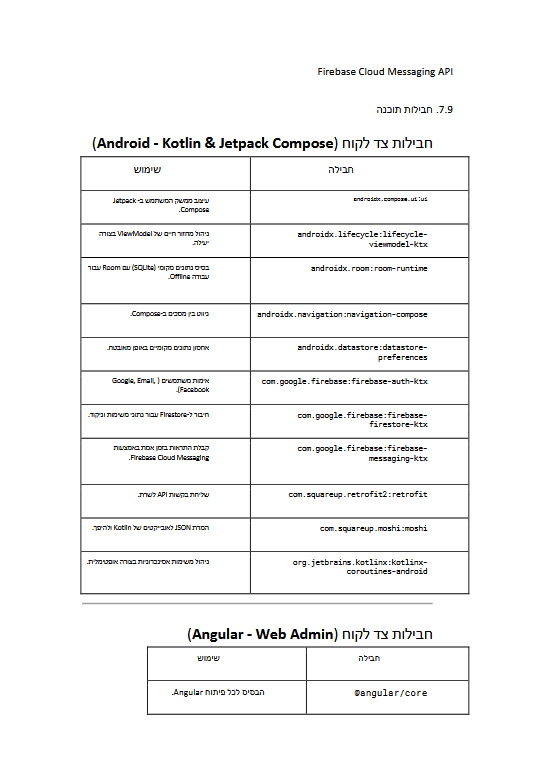 Firebase Cloud Messaging API
7.9. חבילות תוכנה
חבילות צד לקוח (Android - Kotlin & Jetpack Compose)
חבילה
שימוש
androidx.compose.ui:ui
עיצוב ממשק המשתמש ב- Jetpack
Compose.
androidx.lifecycle:lifecycle-
viewmodel-ktx
ניהול מחזור חיים של ViewModel בצורה
יעילה.
androidx.room:room-runtime
בסיס נתונים מקומי (SQLite) עם Room עבור
עבודה Offline.
androidx.navigation:navigation-compose
ניווט בין מסכים ב-Compose.
androidx.datastore:datastore-
preferences
אחסון נתונים מקומיים באופן מאובטח.
com.google.firebase:firebase-auth-ktx
אימות משתמשים ( Google, Email,
Facebook).
com.google.firebase:firebase-
firestore-ktx
חיבור ל-Firestore עבור נתוני משימות וניקוד.
com.google.firebase:firebase-
messaging-ktx
קבלת התראות בזמן אמת באמצעות
Firebase Cloud Messaging.
com.squareup.retrofit2:retrofit
שליחת בקשות API לשרת.
com.squareup.moshi:moshi
המרת JSON לאובייקטים של Kotlin ולהיפך.
org.jetbrains.kotlinx:kotlinx-
coroutines-android
ניהול משימות אסינכרוניות בצורה אופטימלית.
חבילות צד לקוח (Angular - Web Admin)
חבילה
שימוש
@angular/core
הבסיס לכל פיתוח Angular.